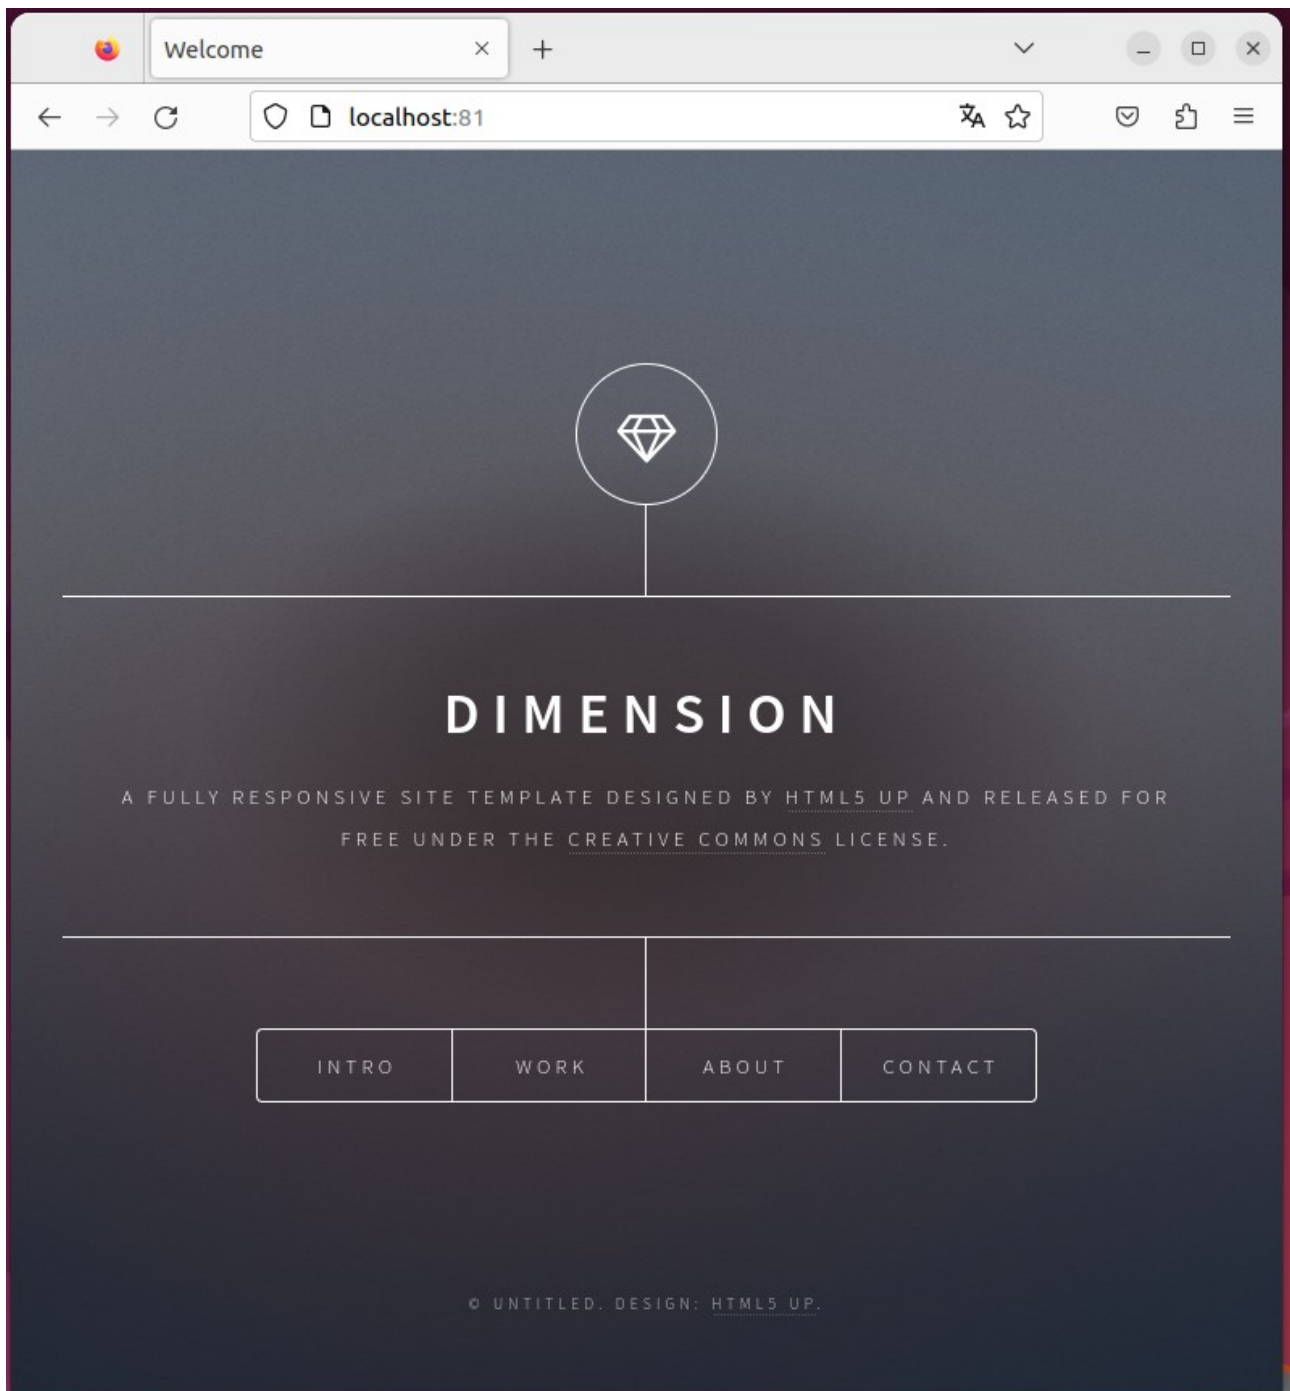 Welcome
localhost:81
DIMENSION
A FULLY RESPONSIVE SITE TEMPLATE DESIGNED BY HTML5 UP AND RELEASED FOR
FREE UNDER THE CREATIVE COMMONS LICENSE.
INTRO WORK ABOUT CONTACT
© UNTITLED. DESIGN: HTML5 UP.